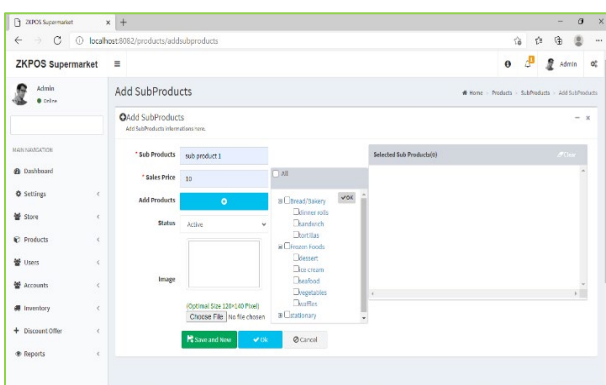 ZKPOS Supermarket
localhost:8082/products/addsubproducts
ZKPOS Supermarket
Admin
Admin
Online
Add SubProducts
Home > Products > SubProducts > Add SubProducts
Add SubProducts
Add SubProducts informations here.
MAIN NAVIGATION
Dashboard
Settings
Store
Products
Users
Accounts
Inventory
Discount Offer
Reports
* Sub Products
sub product 1
* Sales Price
10
Add Products
Status
Active
Image
(Optimal Size 128×140 Pixel)
Choose File No file chosen
All
OK
Bread/Bakery
dinner rolls
sandwich
tortillas
Frozen Foods
dessert
ice cream
seafood
vegetables
waffles
stationary
Selected Sub Products(0)
Clear
Save and New
Ok
Cancel